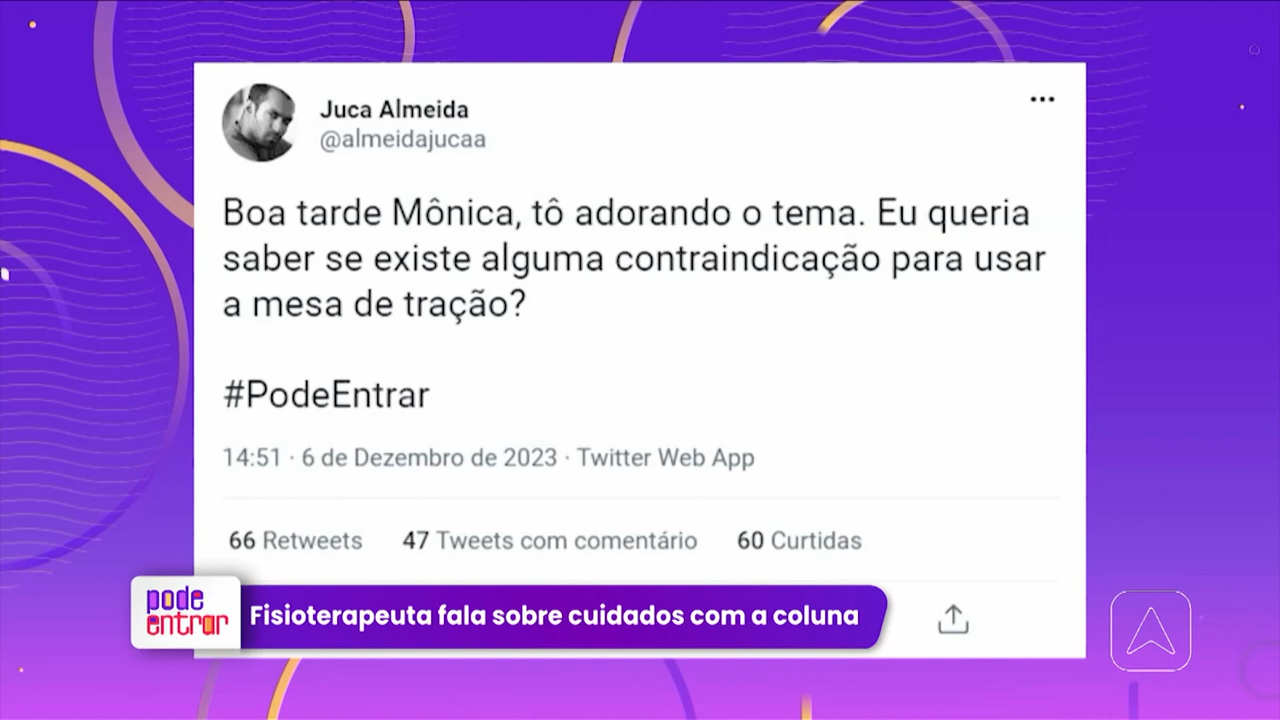 Juca Almeida
@almeidajucaa
Boa tarde Mônica, tô adorando o tema. Eu queria
saber se existe alguma contraindicação para usar
a mesa de tração?
#PodeEntrar
14:51 · 6 de Dezembro de 2023 · Twitter Web App
66 Retweets 47 Tweets com comentário 60 Curtidas
pode
entrar
Fisioterapeuta fala sobre cuidados com a coluna